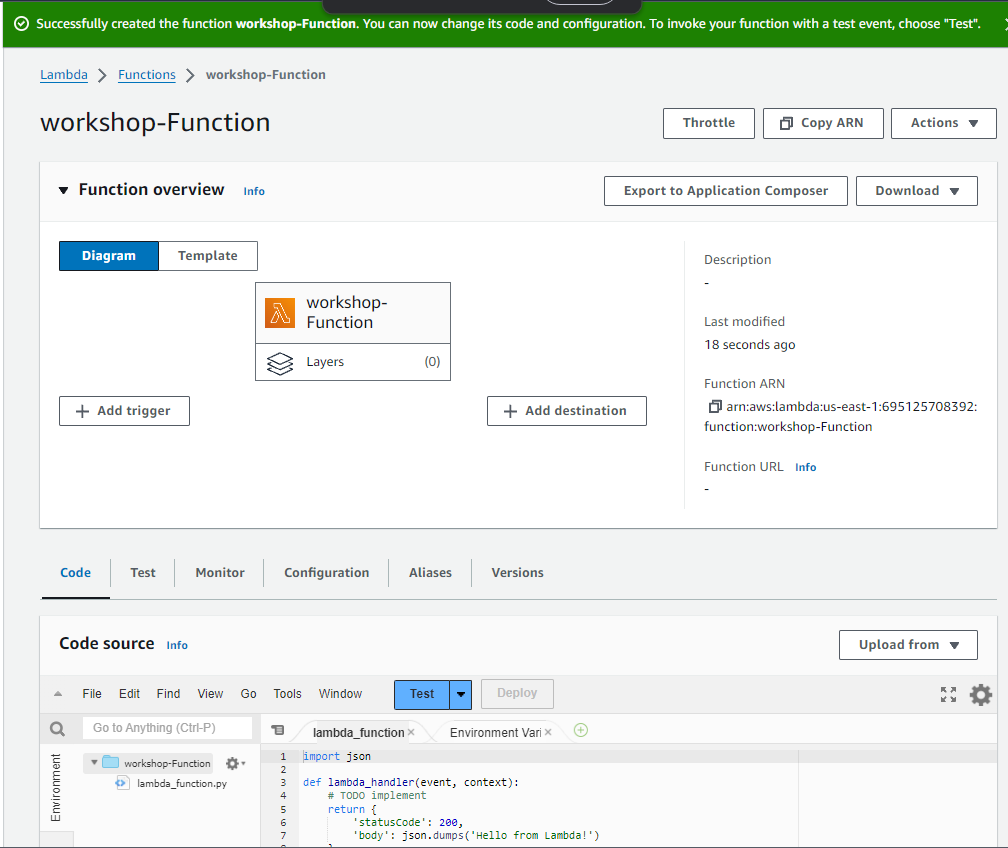 Successfully created the function workshop-Function. You can now change its code and configuration. To invoke your function with a test event, choose "Test".
Lambda > Functions > workshop-Function
workshop-Function
Throttle
Copy ARN
Actions
Function overview Info
Export to Application Composer
Download
Diagram
Template
workshop-
Function
Layers (0)
+ Add trigger
+ Add destination
Description
-
Last modified
18 seconds ago
Function ARN
arn:aws:lambda:us-east-1:695125708392:
function:workshop-Function
Function URL Info
-
Code
Test
Monitor
Configuration
Aliases
Versions
Code source Info
Upload from
File Edit Find View Go Tools Window
Test
Deploy
Go to Anything (Ctrl-P)
lambda_function ×
Environment Vari ×
Environment
workshop-Function
lambda_function.py
1 import json
2
3 def lambda_handler(event, context):
4 # TODO implement
5 return {
6 'statusCode': 200,
7 'body': json.dumps('Hello from Lambda!')